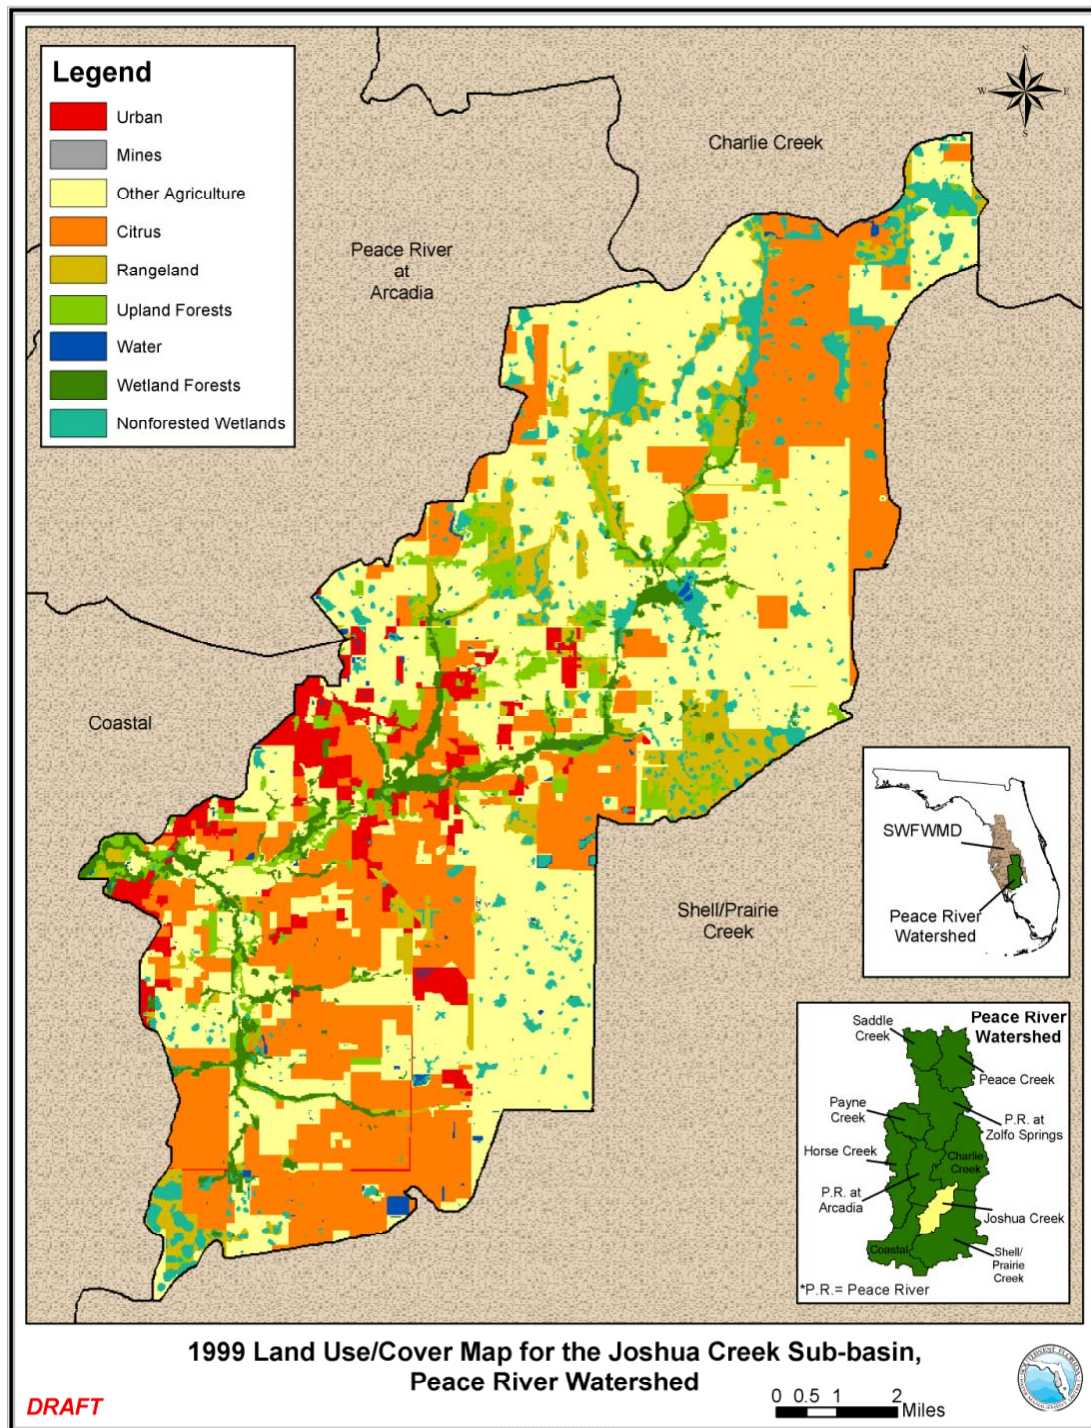 Legend
Urban
Mines
Other Agriculture
Citrus
Rangeland
Upland Forests
Water
Wetland Forests
Nonforested Wetlands
N
W
E
S
Charlie Creek
Peace River
at
Arcadia
Coastal
Shell/Prairie
Creek
SWFWMD
Peace River
Watershed
Peace River
Watershed
Saddle
Creek
Peace Creek
Payne
Creek
P.R. at
Zolfo Springs
Horse Creek
Charlie
Creek
P.R. at
Arcadia
Joshua Creek
Coastal
Shell/
Prairie
Creek
*P.R.= Peace River
1999 Land Use/Cover Map for the Joshua Creek Sub-basin,
Peace River Watershed
DRAFT
0 0.5 1 2
Miles